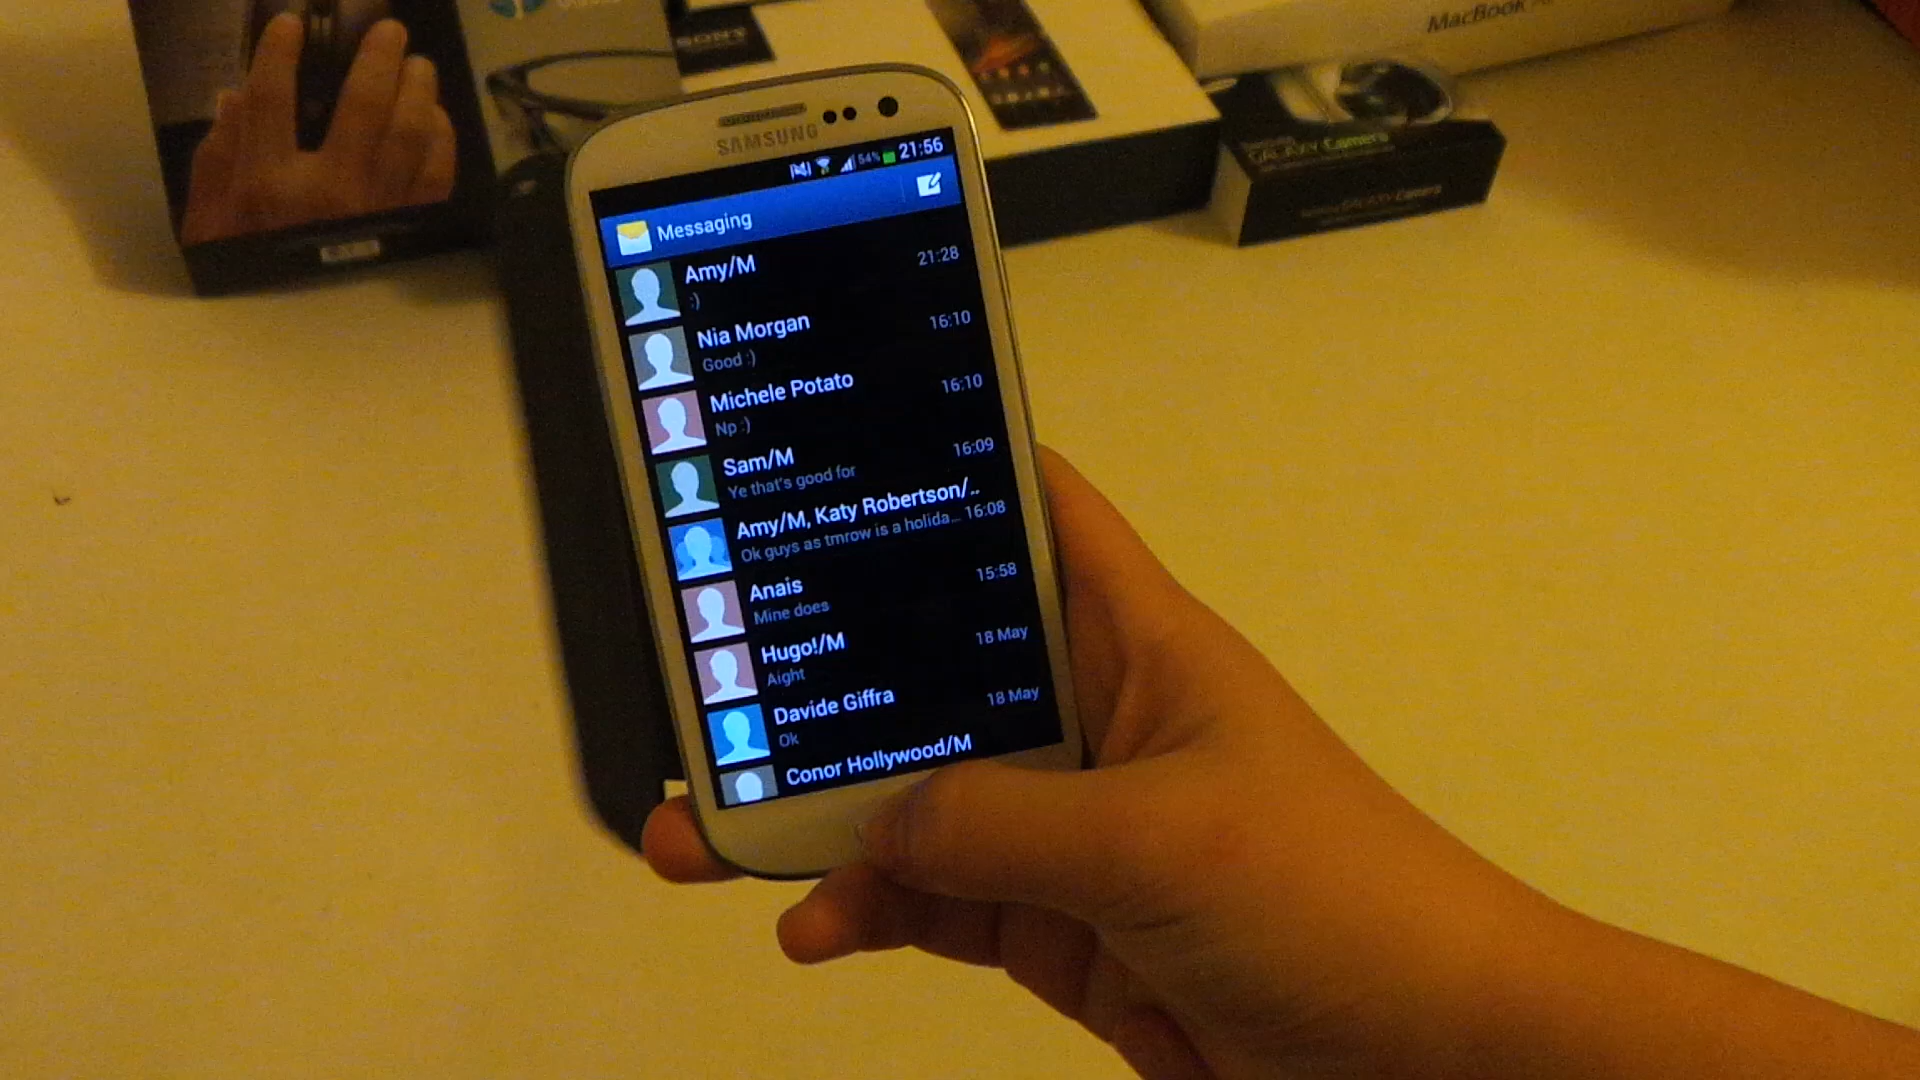 MacBook
SONY
GALAXY Camera
GALAXY Camera
SAMSUNG
54% 21:56
Messaging
Amy/M 21:28
:)
Nia Morgan 16:10
Good :)
Michele Potato 16:10
Np :)
Sam/M 16:09
Ye that's good for
Amy/M, Katy Robertson/..
Ok guys as tmrow is a holida... 16:08
Anais 15:58
Mine does
Hugo!/M 18 May
Aight
Davide Giffra 18 May
Ok
Conor Hollywood/M